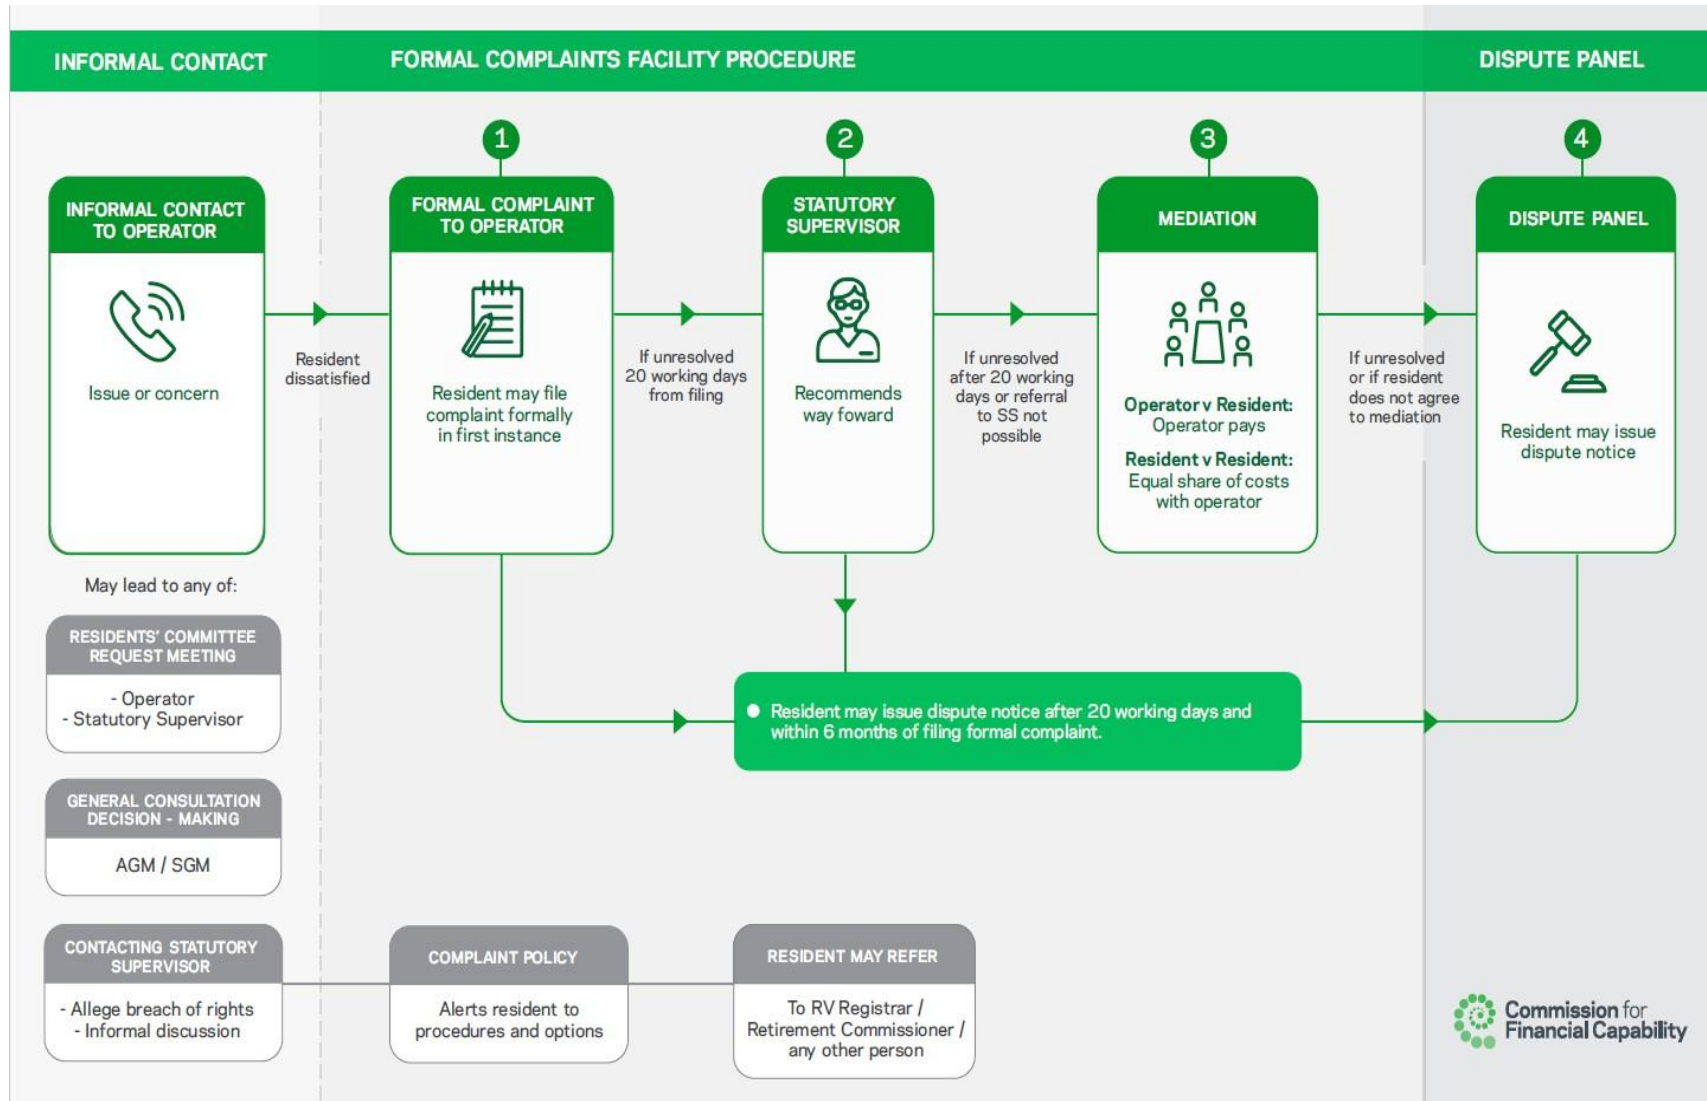 INFORMAL CONTACT
FORMAL COMPLAINTS FACILITY PROCEDURE
DISPUTE PANEL
1
2
3
4
INFORMAL CONTACT
TO OPERATOR
Issue or concern
Resident
dissatisfied
FORMAL COMPLAINT
TO OPERATOR
Resident may file
complaint formally
in first instance
If unresolved
20 working days
from filing
STATUTORY
SUPERVISOR
Recommends
way foward
If unresolved
after 20 working
days or referral
to SS not
possible
MEDIATION
Operator v Resident:
Operator pays
Resident v Resident:
Equal share of costs
with operator
If unresolved
or if resident
does not agree
to mediation
DISPUTE PANEL
Resident may issue
dispute notice
May lead to any of:
RESIDENTS' COMMITTEE
REQUEST MEETING
- Operator
- Statutory Supervisor
Resident may issue dispute notice after 20 working days and
within 6 months of filing formal complaint.
GENERAL CONSULTATION
DECISION - MAKING
AGM / SGM
CONTACTING STATUTORY
SUPERVISOR
- Allege breach of rights
- Informal discussion
COMPLAINT POLICY
Alerts resident to
procedures and options
RESIDENT MAY REFER
To RV Registrar /
Retirement Commissioner /
any other person
Commission for
Financial Capability